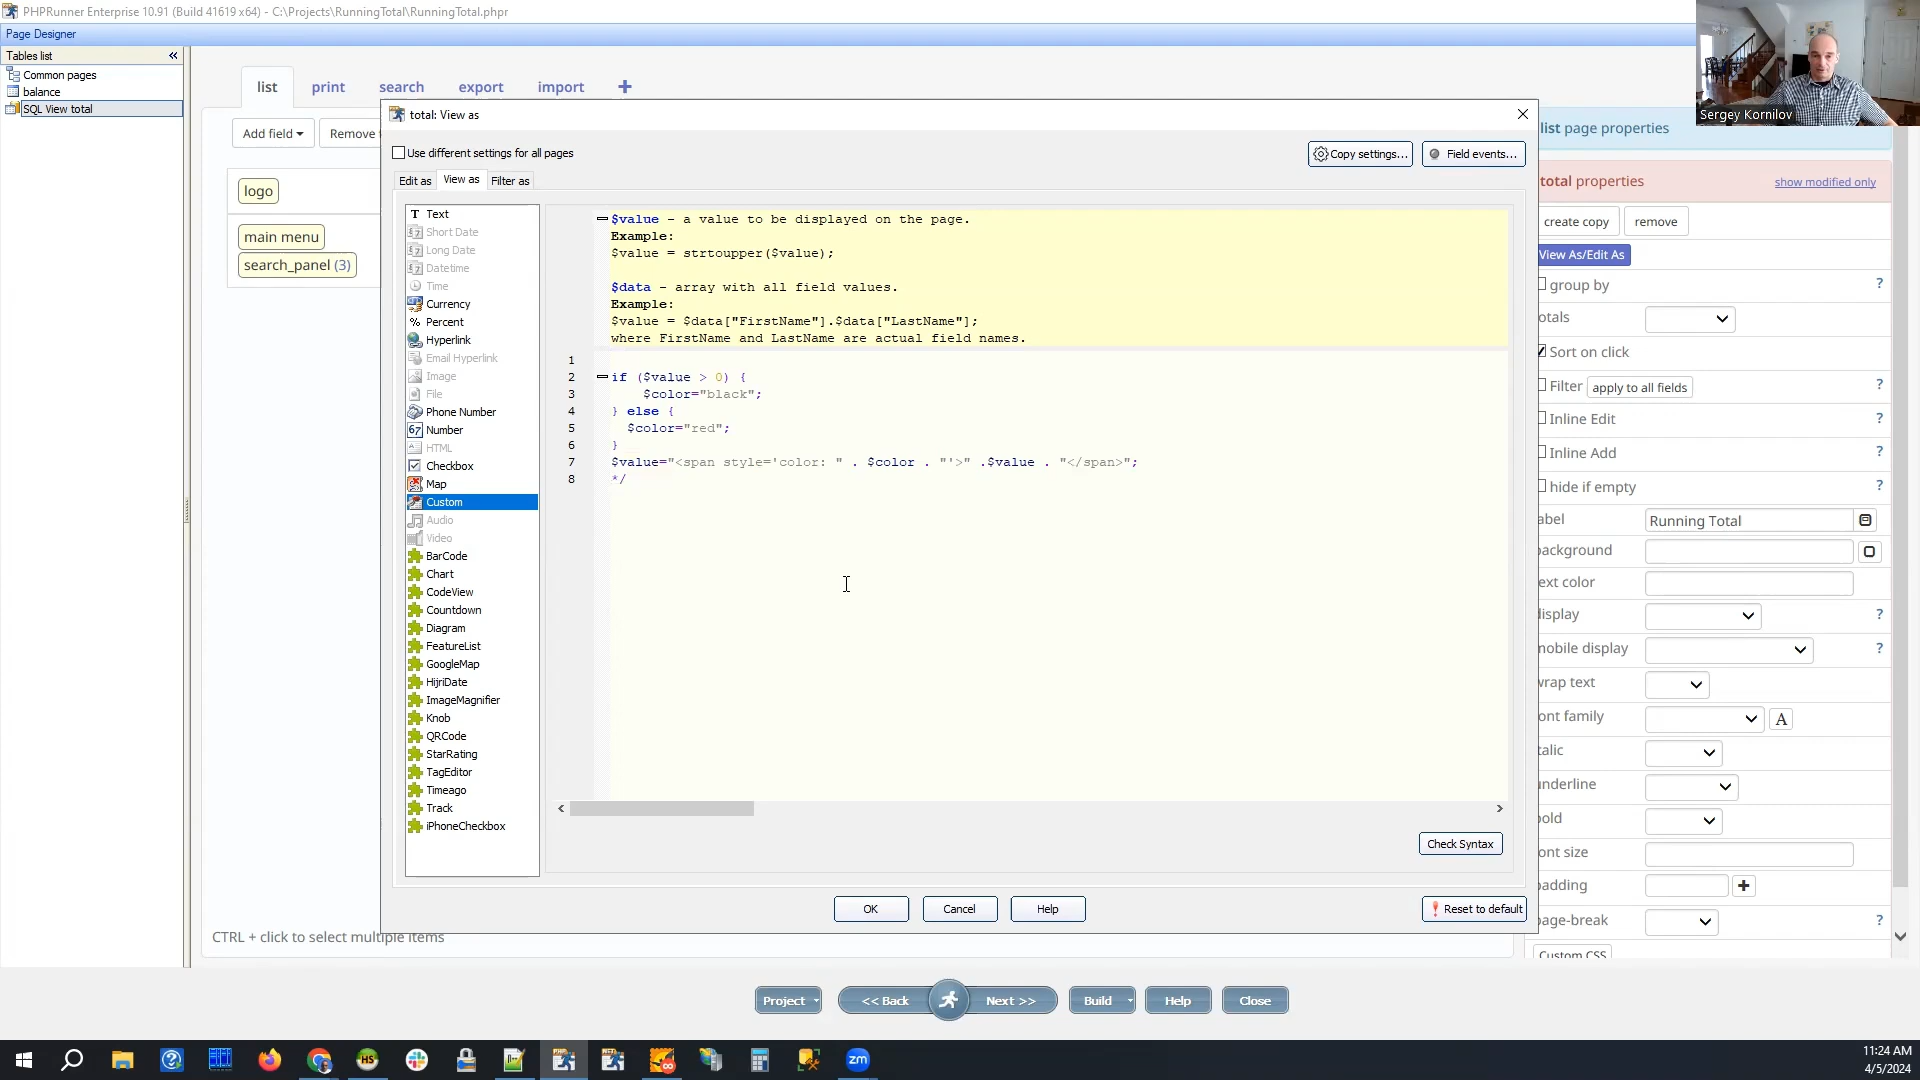 PHPRunner Enterprise 10.91 (Build 41619 x64) - C:\Projects\RunningTotal\RunningTotal.phpr
Page Designer
Tables list
Common pages
balance
SQL View total
list print search export import
Add field
Remove
logo
main menu
search_panel (3)
CTRL + click to select multiple items
total: View as
Use different settings for all pages
Copy settings...
Field events...
Edit as View as Filter as
Text
Short Date
Long Date
Datetime
Time
Currency
Percent
Hyperlink
Email Hyperlink
Image
File
Phone Number
Number
HTML
Checkbox
Map
Custom
Audio
Video
BarCode
Chart
CodeView
Countdown
Diagram
FeatureList
GoogleMap
HijriDate
ImageMagnifier
Knob
QRCode
StarRating
TagEditor
Timeago
Track
iPhoneCheckbox
$value - a value to be displayed on the page.
Example:
$value = strtoupper($value);
$data - array with all field values.
Example:
$value = $data["FirstName"].$data["LastName"];
where FirstName and LastName are actual field names.
1
2 if ($value > 0) {
3 $color="black";
4 } else {
5 $color="red";
6 }
7 $value="<span style='color: " . $color . "'>" .$value . "</span>";
8 */
Check Syntax
OK
Cancel
Help
Reset to default
Sergey Kornilov
list page properties
total properties
show modified only
create copy
remove
View As/Edit As
group by ?
otals
Sort on click
Filter apply to all fields ?
Inline Edit ?
Inline Add ?
hide if empty ?
abel Running Total
background
ext color
display ?
mobile display ?
wrap text
ont family A
talic
underline
bold
ont size
padding
page-break ?
Custom CSS
Project
<< Back
Next >>
Build
Help
Close
11:24 AM
4/5/2024